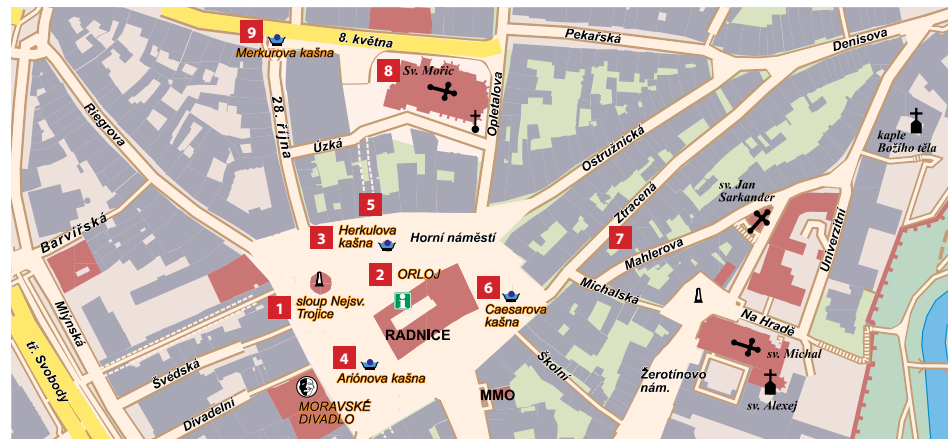 9
Merkurova kašna
8. května
Pekařská
Denisova
8
Sv. Mořic
Riegrova
28. října
Opletalova
Úzká
Ostružnická
kaple
Božího těla
Ztracená
sv. Jan
Sarkander
5
Barvířská
3
Herkulova
kašna
Horní náměstí
7
Mahlerova
Univerzitní
2
ORLOJ
i
1
sloup Nejsv.
Trojice
6
Caesarova
kašna
Michalská
Na Hradě
Mlýnská
RADNICE
tř. Svobody
Švédská
4
Ariónova kašna
Školní
sv. Michal
Žerotínovo
nám.
Divadelní
MORAVSKÉ
DIVADLO
MMO
sv. Alexej